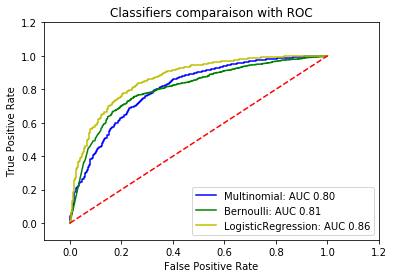 Classifiers comparaison with ROC
True Positive Rate
1.2
1.0
0.8
0.6
0.4
0.2
0.0
Multinomial: AUC 0.80
Bernoulli: AUC 0.81
LogisticRegression: AUC 0.86
0.0 0.2 0.4 0.6 0.8 1.0 1.2
False Positive Rate